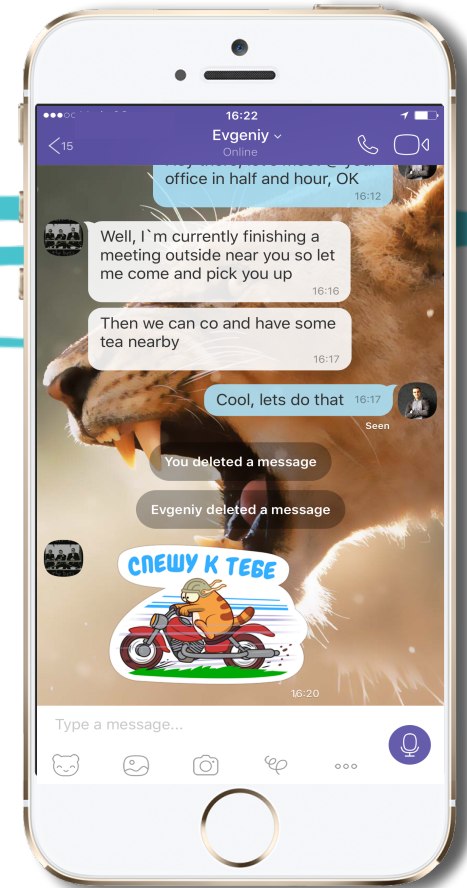 16:22
<15
Evgeniy
Online
office in half and hour, OK
16:12
Well, I`m currently finishing a
meeting outside near you so let
me come and pick you up
16:16
Then we can co and have some
tea nearby
16:17
Cool, lets do that 16:17
Seen
You deleted a message
Evgeniy deleted a message
СПЕШУ К ТЕБЕ
16:20
Type a message...